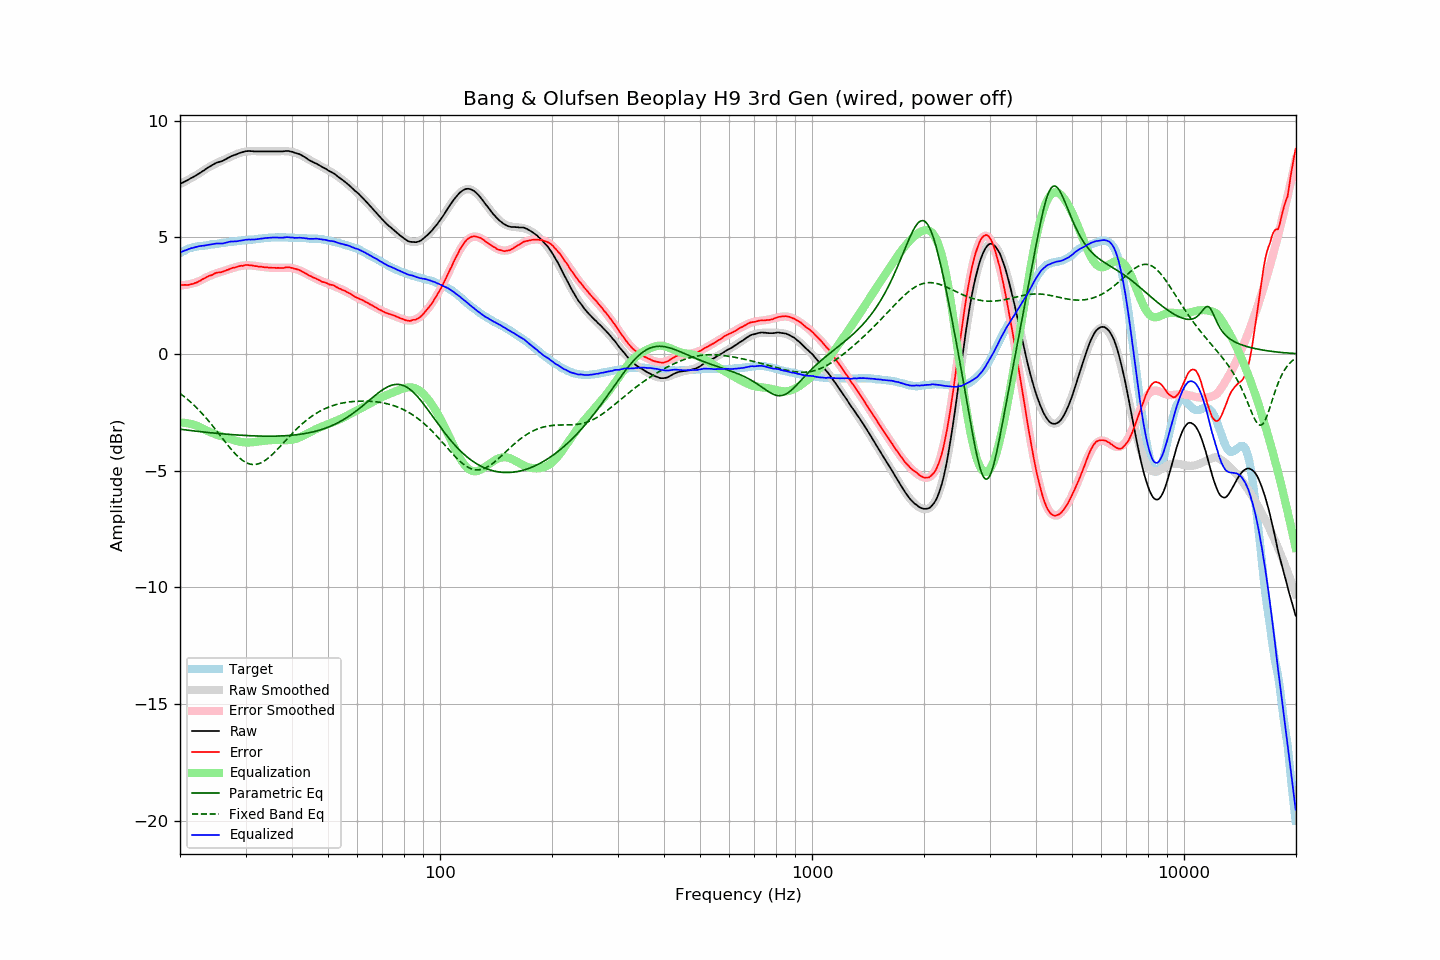 Bang & Olufsen Beoplay H9 3rd Gen (wired, power off)
10
5
0
−5
−10
−15
−20
Amplitude (dBr)
Target
Raw Smoothed
Error Smoothed
Raw
Error
Equalization
Parametric Eq
Fixed Band Eq
Equalized
100
1000
10000
Frequency (Hz)